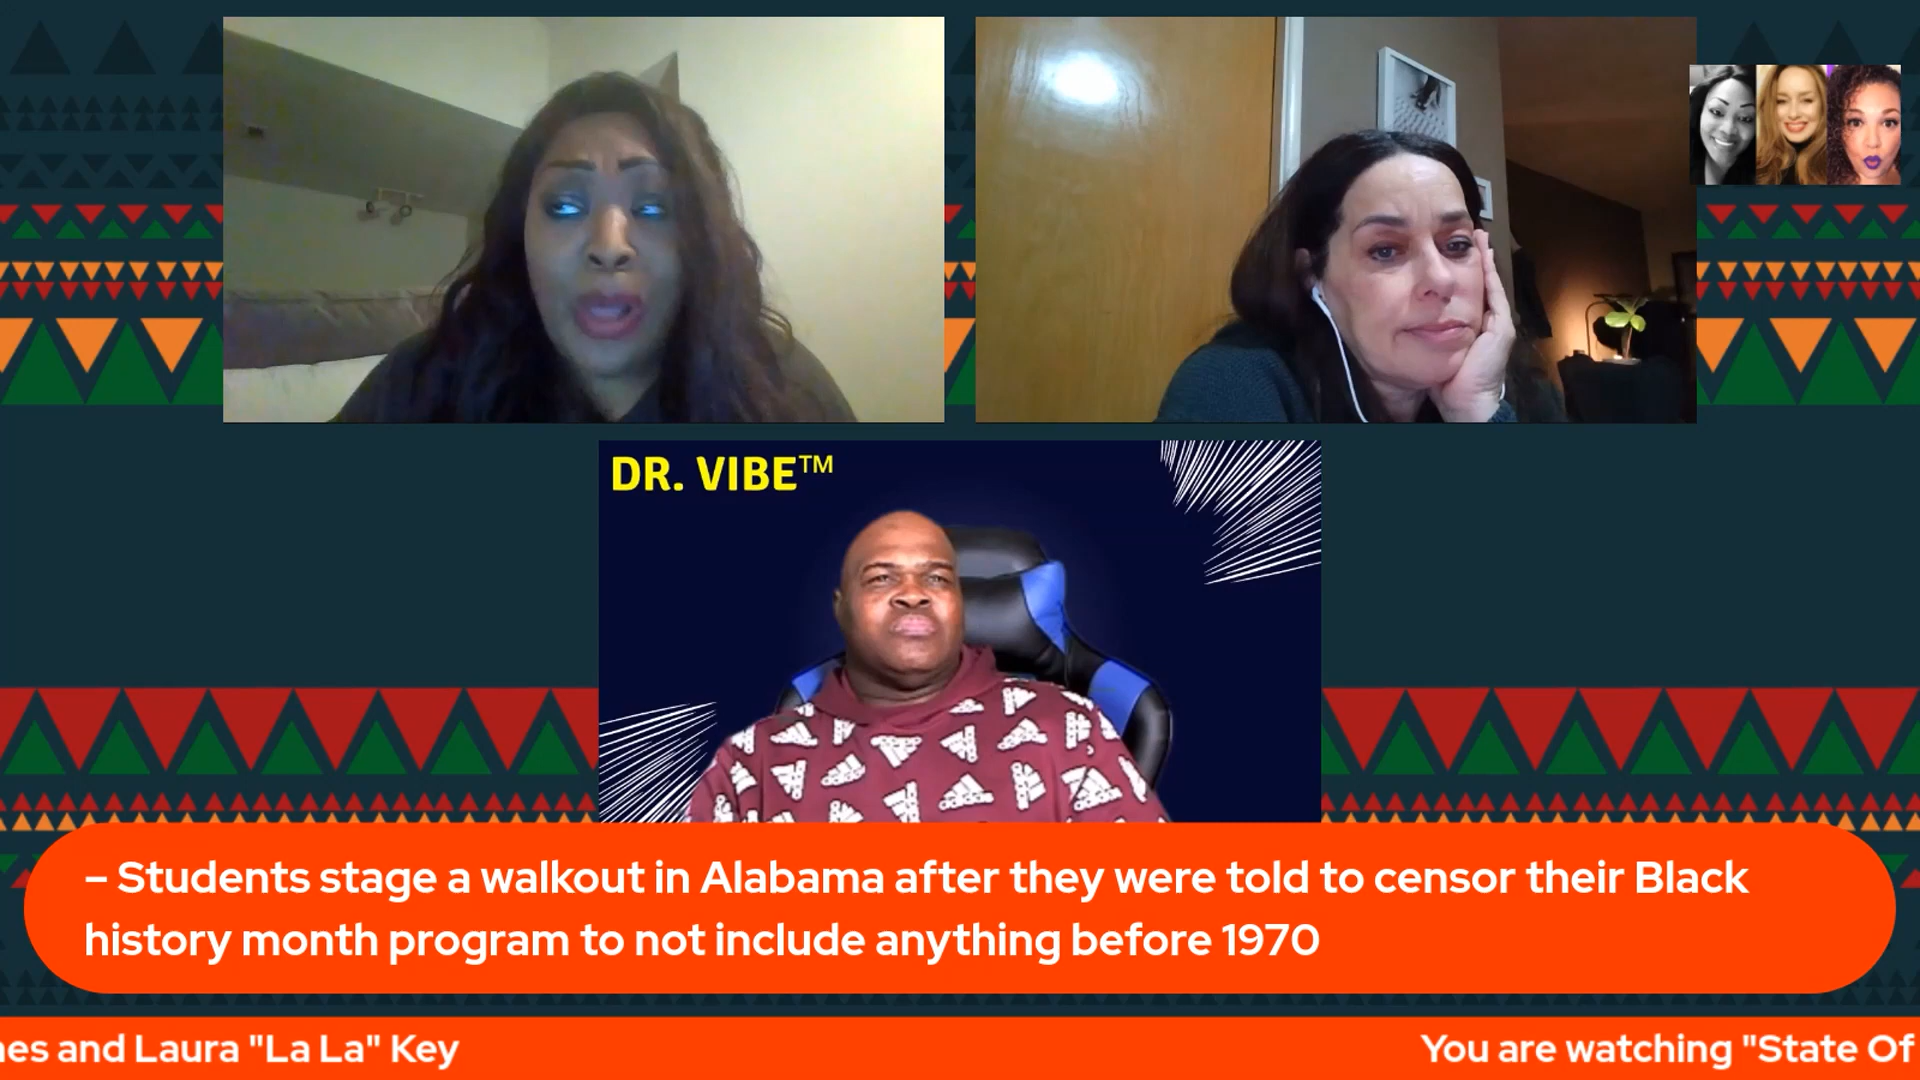 DR. VIBE™
adidas
– Students stage a walkout in Alabama after they were told to censor their Black
history month program to not include anything before 1970
and Laura "La La" Key
You are watching "State Of